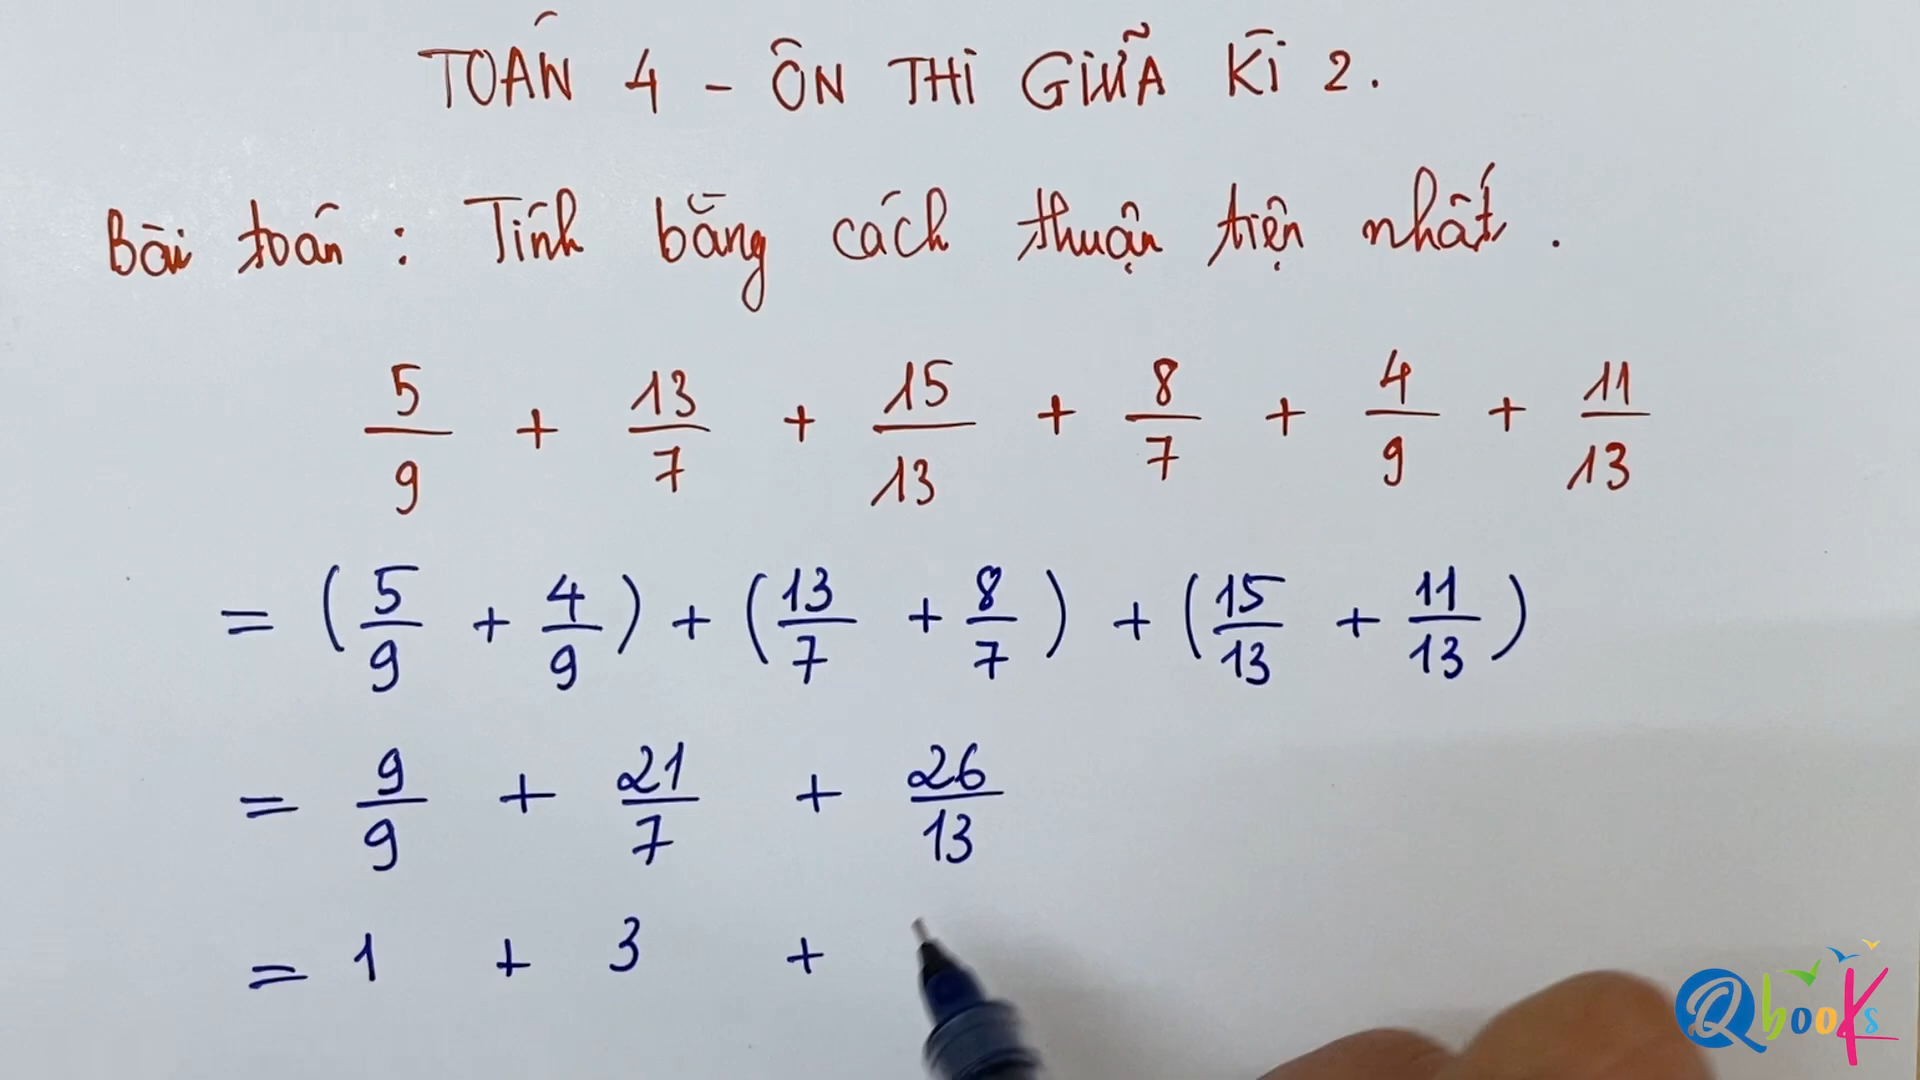 TOÁN 4 - ÔN THI GIỮA KÌ 2.
Bài toán : Tính bằng cách thuận tiện nhất .
5/9 + 13/7 + 15/13 + 8/7 + 4/9 + 11/13
= (5/9 + 4/9) + (13/7 + 8/7) + (15/13 + 11/13)
= 9/9 + 21/7 + 26/13
= 1 + 3 +
Qbooks